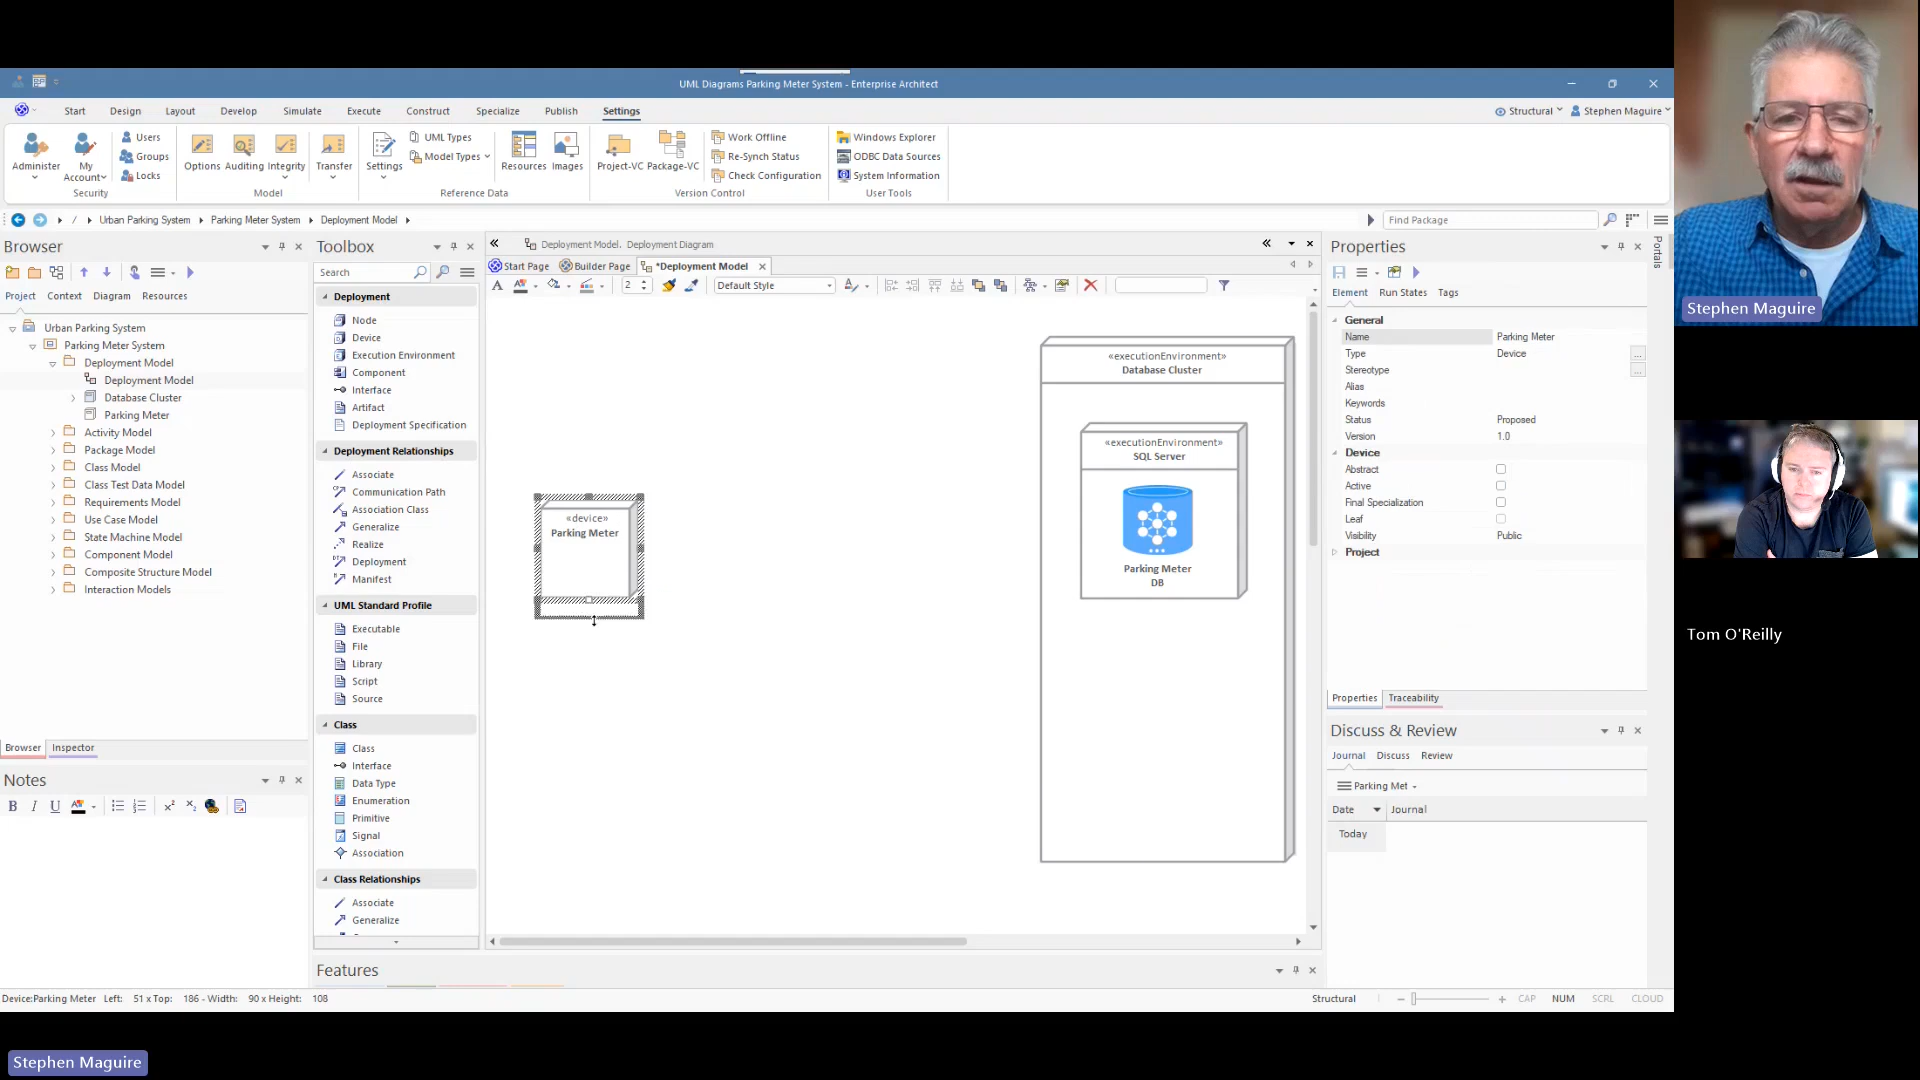 UML Diagrams Parking Meter System - Enterprise Architect
Start Design Layout Develop Simulate Execute Construct Specialize Publish Settings
Structural Stephen Maguire
Administer My Account Users Groups Locks
Security
Options Auditing Integrity Transfer
Model
Settings UML Types Model Types Resources Images
Reference Data
Project-VC Package-VC Work Offline Re-Synch Status Check Configuration
Version Control
Windows Explorer ODBC Data Sources System Information
User Tools
/ Urban Parking System Parking Meter System Deployment Model
Find Package
Portals
Browser
Project Context Diagram Resources
Urban Parking System
Parking Meter System
Deployment Model
Deployment Model
Database Cluster
Parking Meter
Activity Model
Package Model
Class Model
Class Test Data Model
Requirements Model
Use Case Model
State Machine Model
Component Model
Composite Structure Model
Interaction Models
Browser Inspector
Notes
B I U
Toolbox
Search
Deployment
Node
Device
Execution Environment
Component
Interface
Artifact
Deployment Specification
Deployment Relationships
Associate
Communication Path
Association Class
Generalize
Realize
Deployment
Manifest
UML Standard Profile
Executable
File
Library
Script
Source
Class
Class
Interface
Data Type
Enumeration
Primitive
Signal
Association
Class Relationships
Associate
Generalize
Deployment Model. Deployment Diagram
Start Page Builder Page *Deployment Model
2 Default Style
«device»
Parking Meter
«executionEnvironment»
Database Cluster
«executionEnvironment»
SQL Server
Parking Meter
DB
Features
Properties
Element Run States Tags
General
Name Parking Meter
Type Device
Stereotype
Alias
Keywords
Status Proposed
Version 1.0
Device
Abstract
Active
Final Specialization
Leaf
Visibility Public
Project
Properties Traceability
Discuss & Review
Journal Discuss Review
Parking Met
Date Journal
Today
Device:Parking Meter Left: 51 x Top: 186 - Width: 90 x Height: 108
Structural CAP NUM SCRL CLOUD
Stephen Maguire
Tom O'Reilly
Stephen Maguire